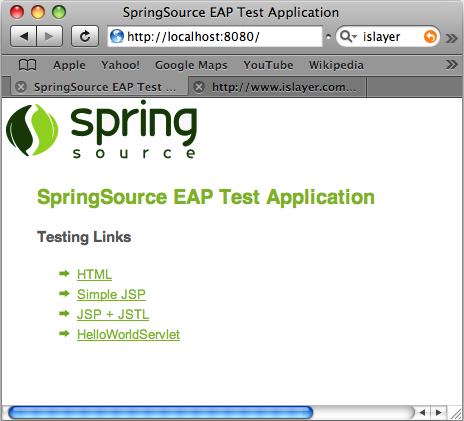 SpringSource EAP Test Application
http://localhost:8080/
islayer
Apple Yahoo! Google Maps YouTube Wikipedia
SpringSource EAP Test ... http://www.islayer.com...
spring
source
SpringSource EAP Test Application
Testing Links
HTML
Simple JSP
JSP + JSTL
HelloWorldServlet